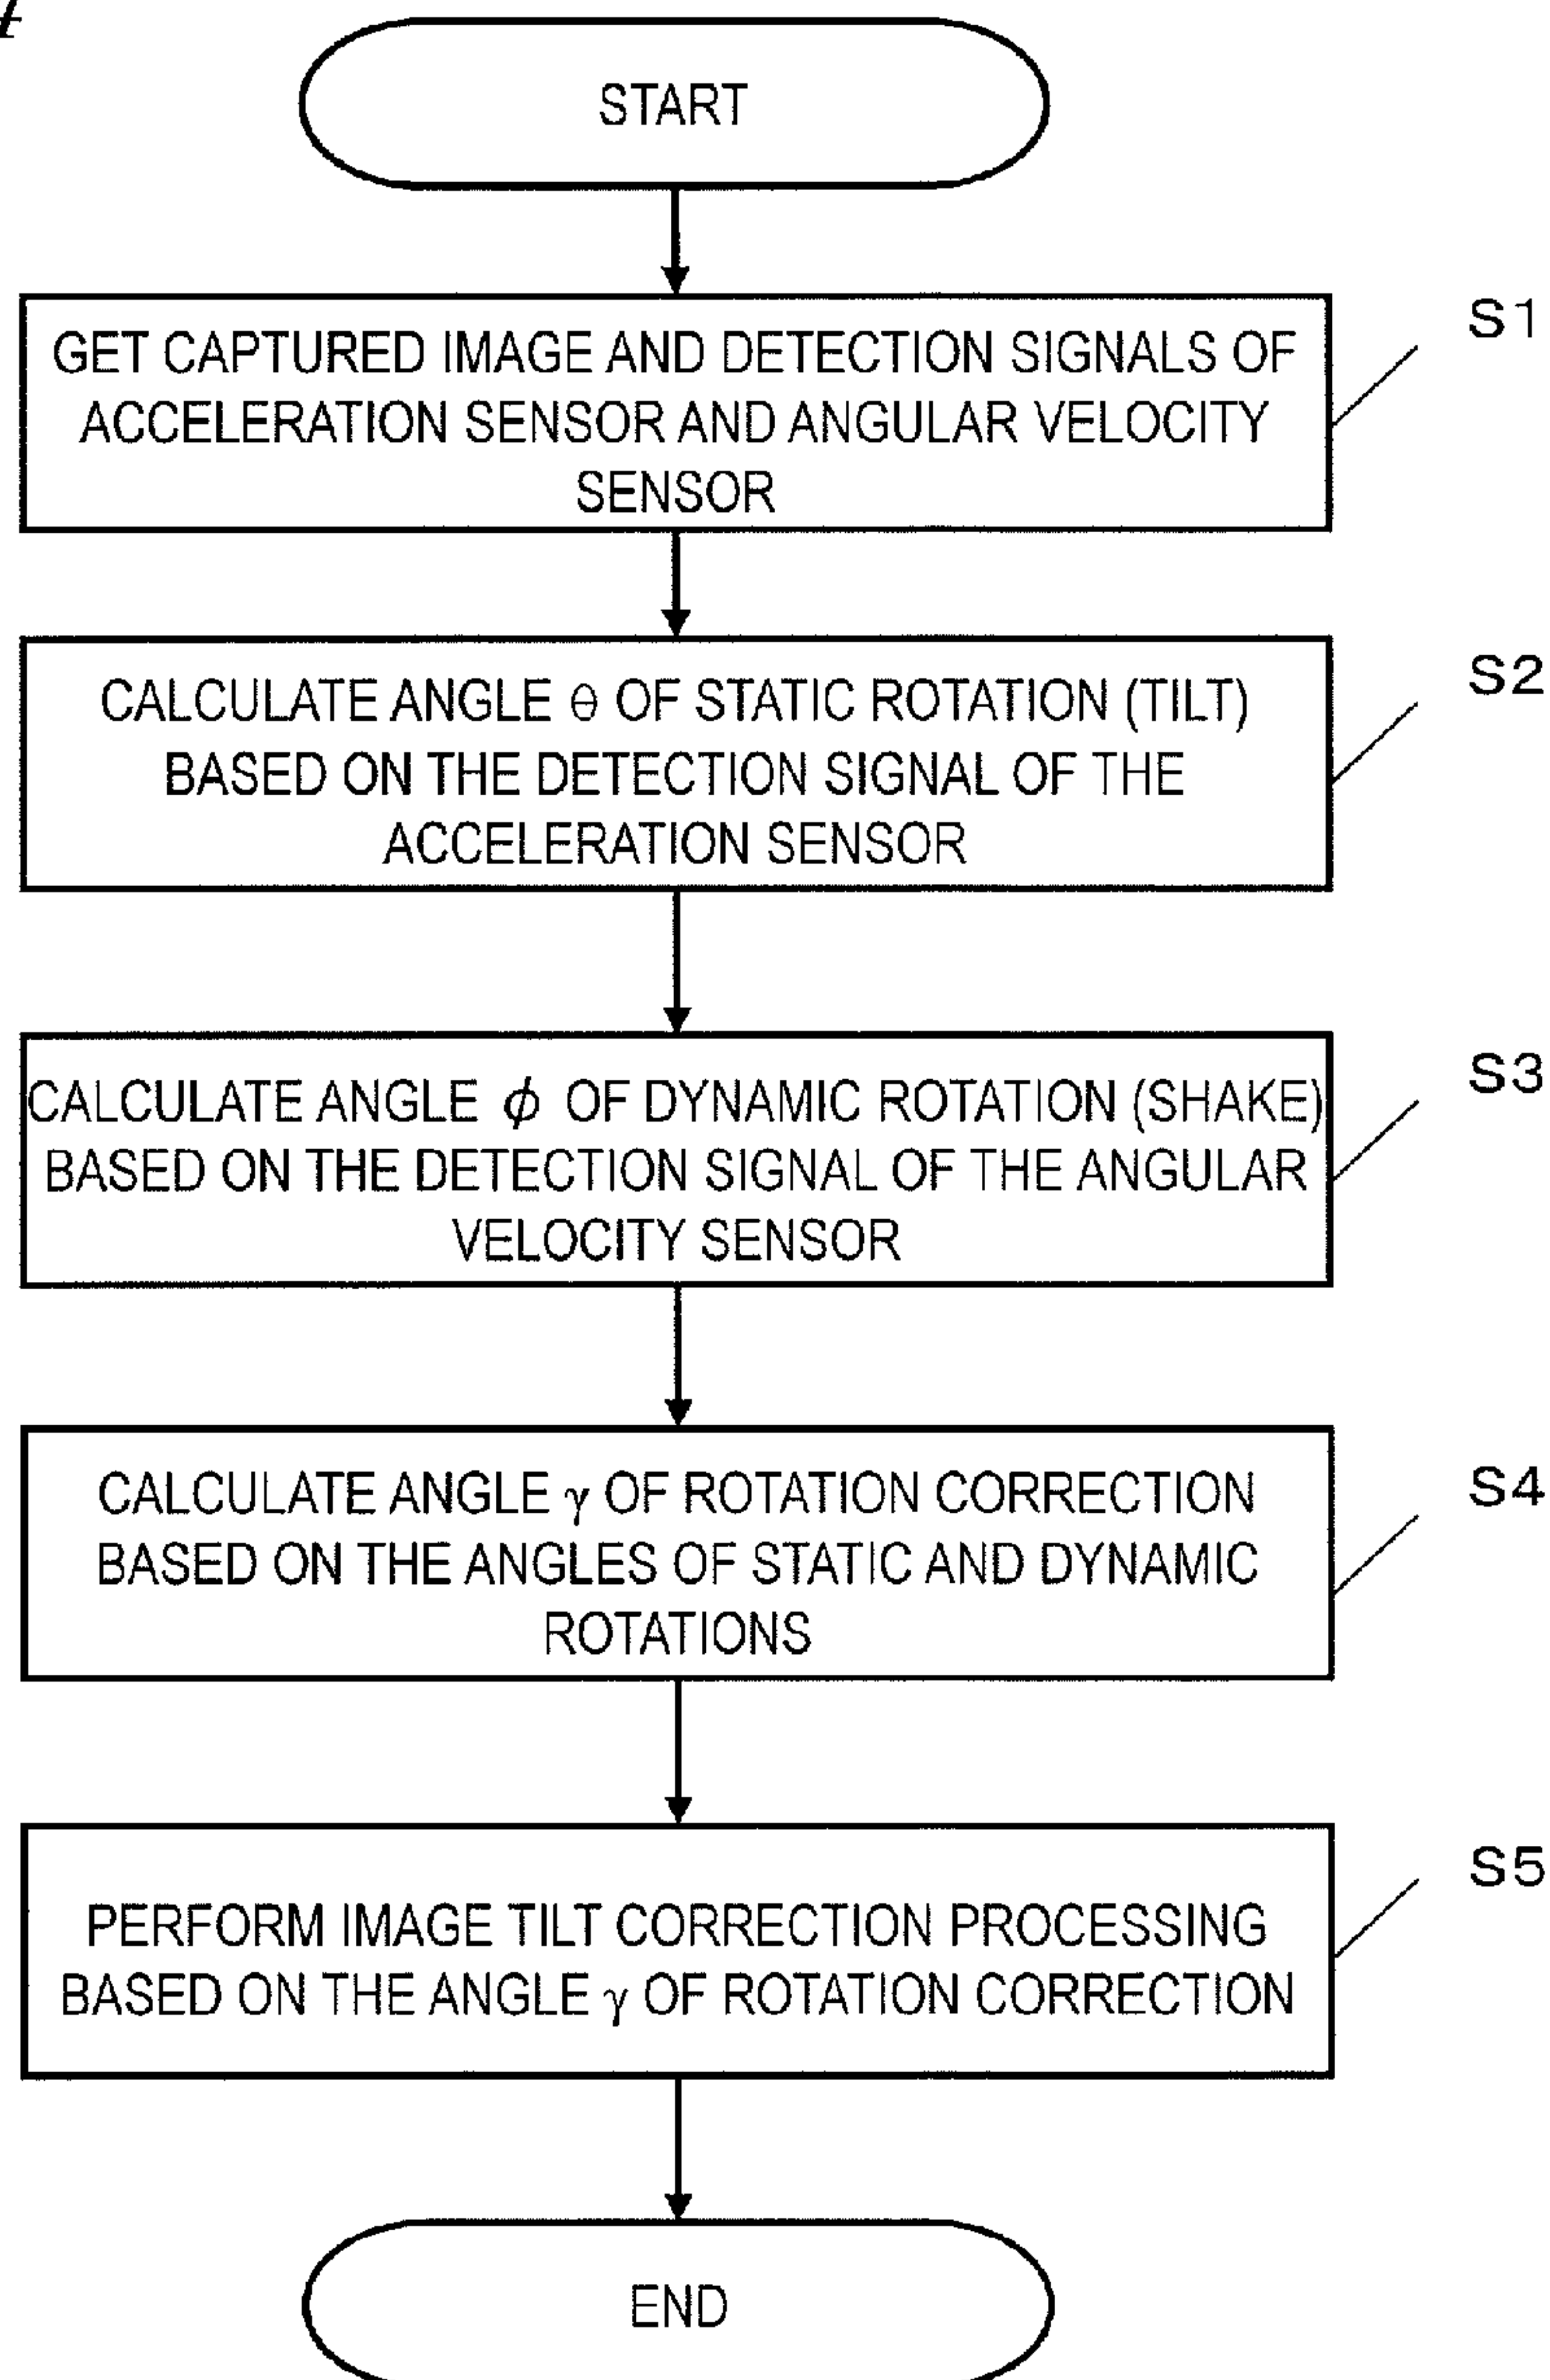 START
S1
GET CAPTURED IMAGE AND DETECTION SIGNALS OF
ACCELERATION SENSOR AND ANGULAR VELOCITY
SENSOR
S2
CALCULATE ANGLE θ OF STATIC ROTATION (TILT)
BASED ON THE DETECTION SIGNAL OF THE
ACCELERATION SENSOR
S3
CALCULATE ANGLE ϕ OF DYNAMIC ROTATION (SHAKE)
BASED ON THE DETECTION SIGNAL OF THE ANGULAR
VELOCITY SENSOR
S4
CALCULATE ANGLE γ OF ROTATION CORRECTION
BASED ON THE ANGLES OF STATIC AND DYNAMIC
ROTATIONS
S5
PERFORM IMAGE TILT CORRECTION PROCESSING
BASED ON THE ANGLE γ OF ROTATION CORRECTION
END